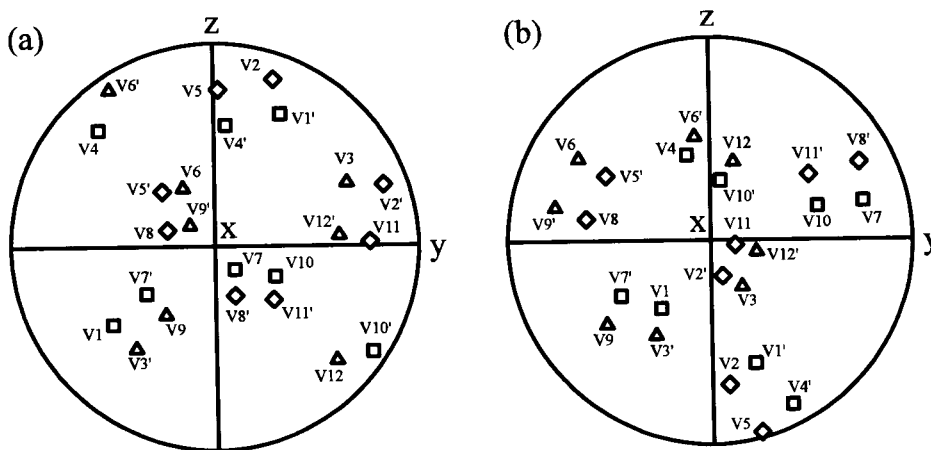 (a)
z
V6'
V2
V5
V4
V4'
V1'
V3
V6
V5'
V9'
V2'
V8
x
V12'
V11
y
V7
V10
V7'
V8'
V11'
V1
V9
V10'
V3'
V12
(b)
z
V6'
V6
V4
V12
V11'
V8'
V5'
V10'
V9'
V8
V10
V7
x
V11
y
V12'
V2'
V7'
V1
V3
V9
V3'
V1'
V2
V4'
V5